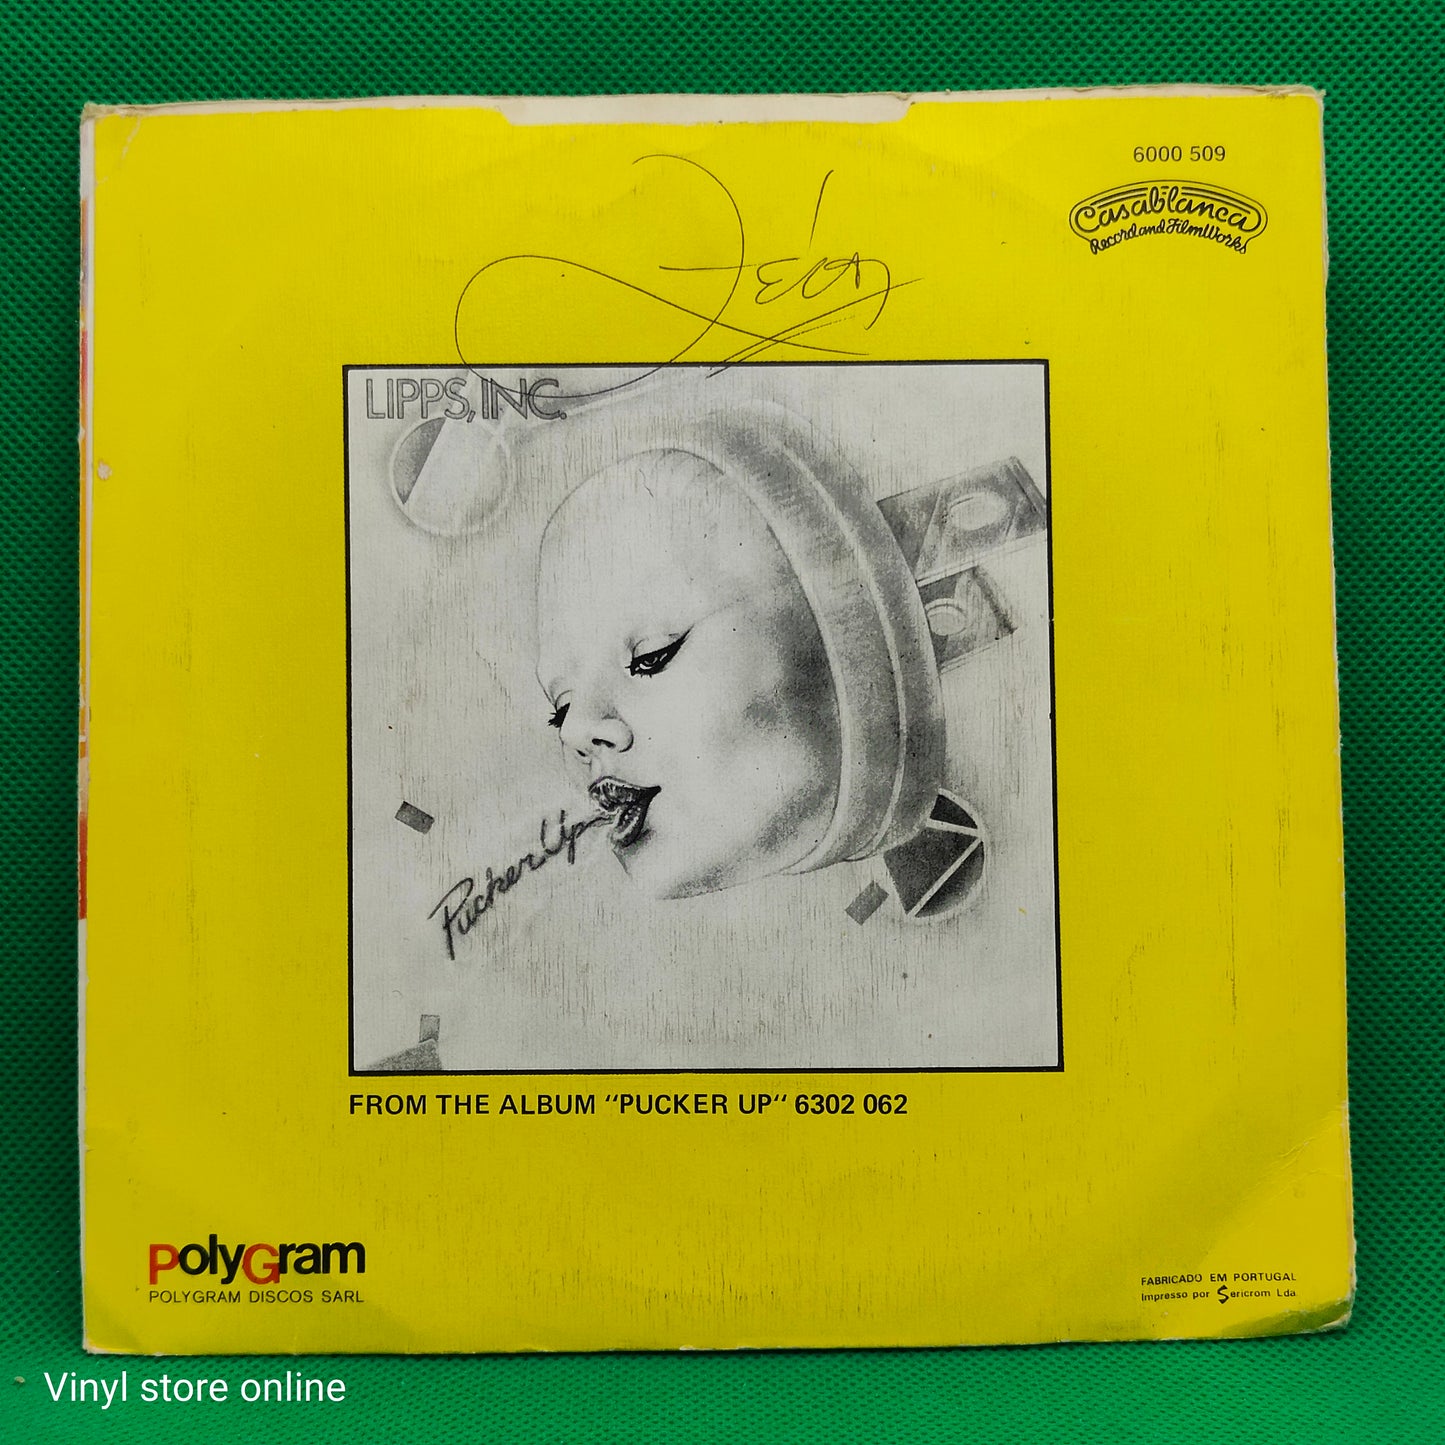 6000 509
Casablanca
Record and FilmWorks
LIPPS, INC.
Pucker Up
FROM THE ALBUM “PUCKER UP“ 6302 062
PolyGram
POLYGRAM DISCOS SARL
FABRICADO EM PORTUGAL
Impresso por Sericrom Lda.
Vinyl store online